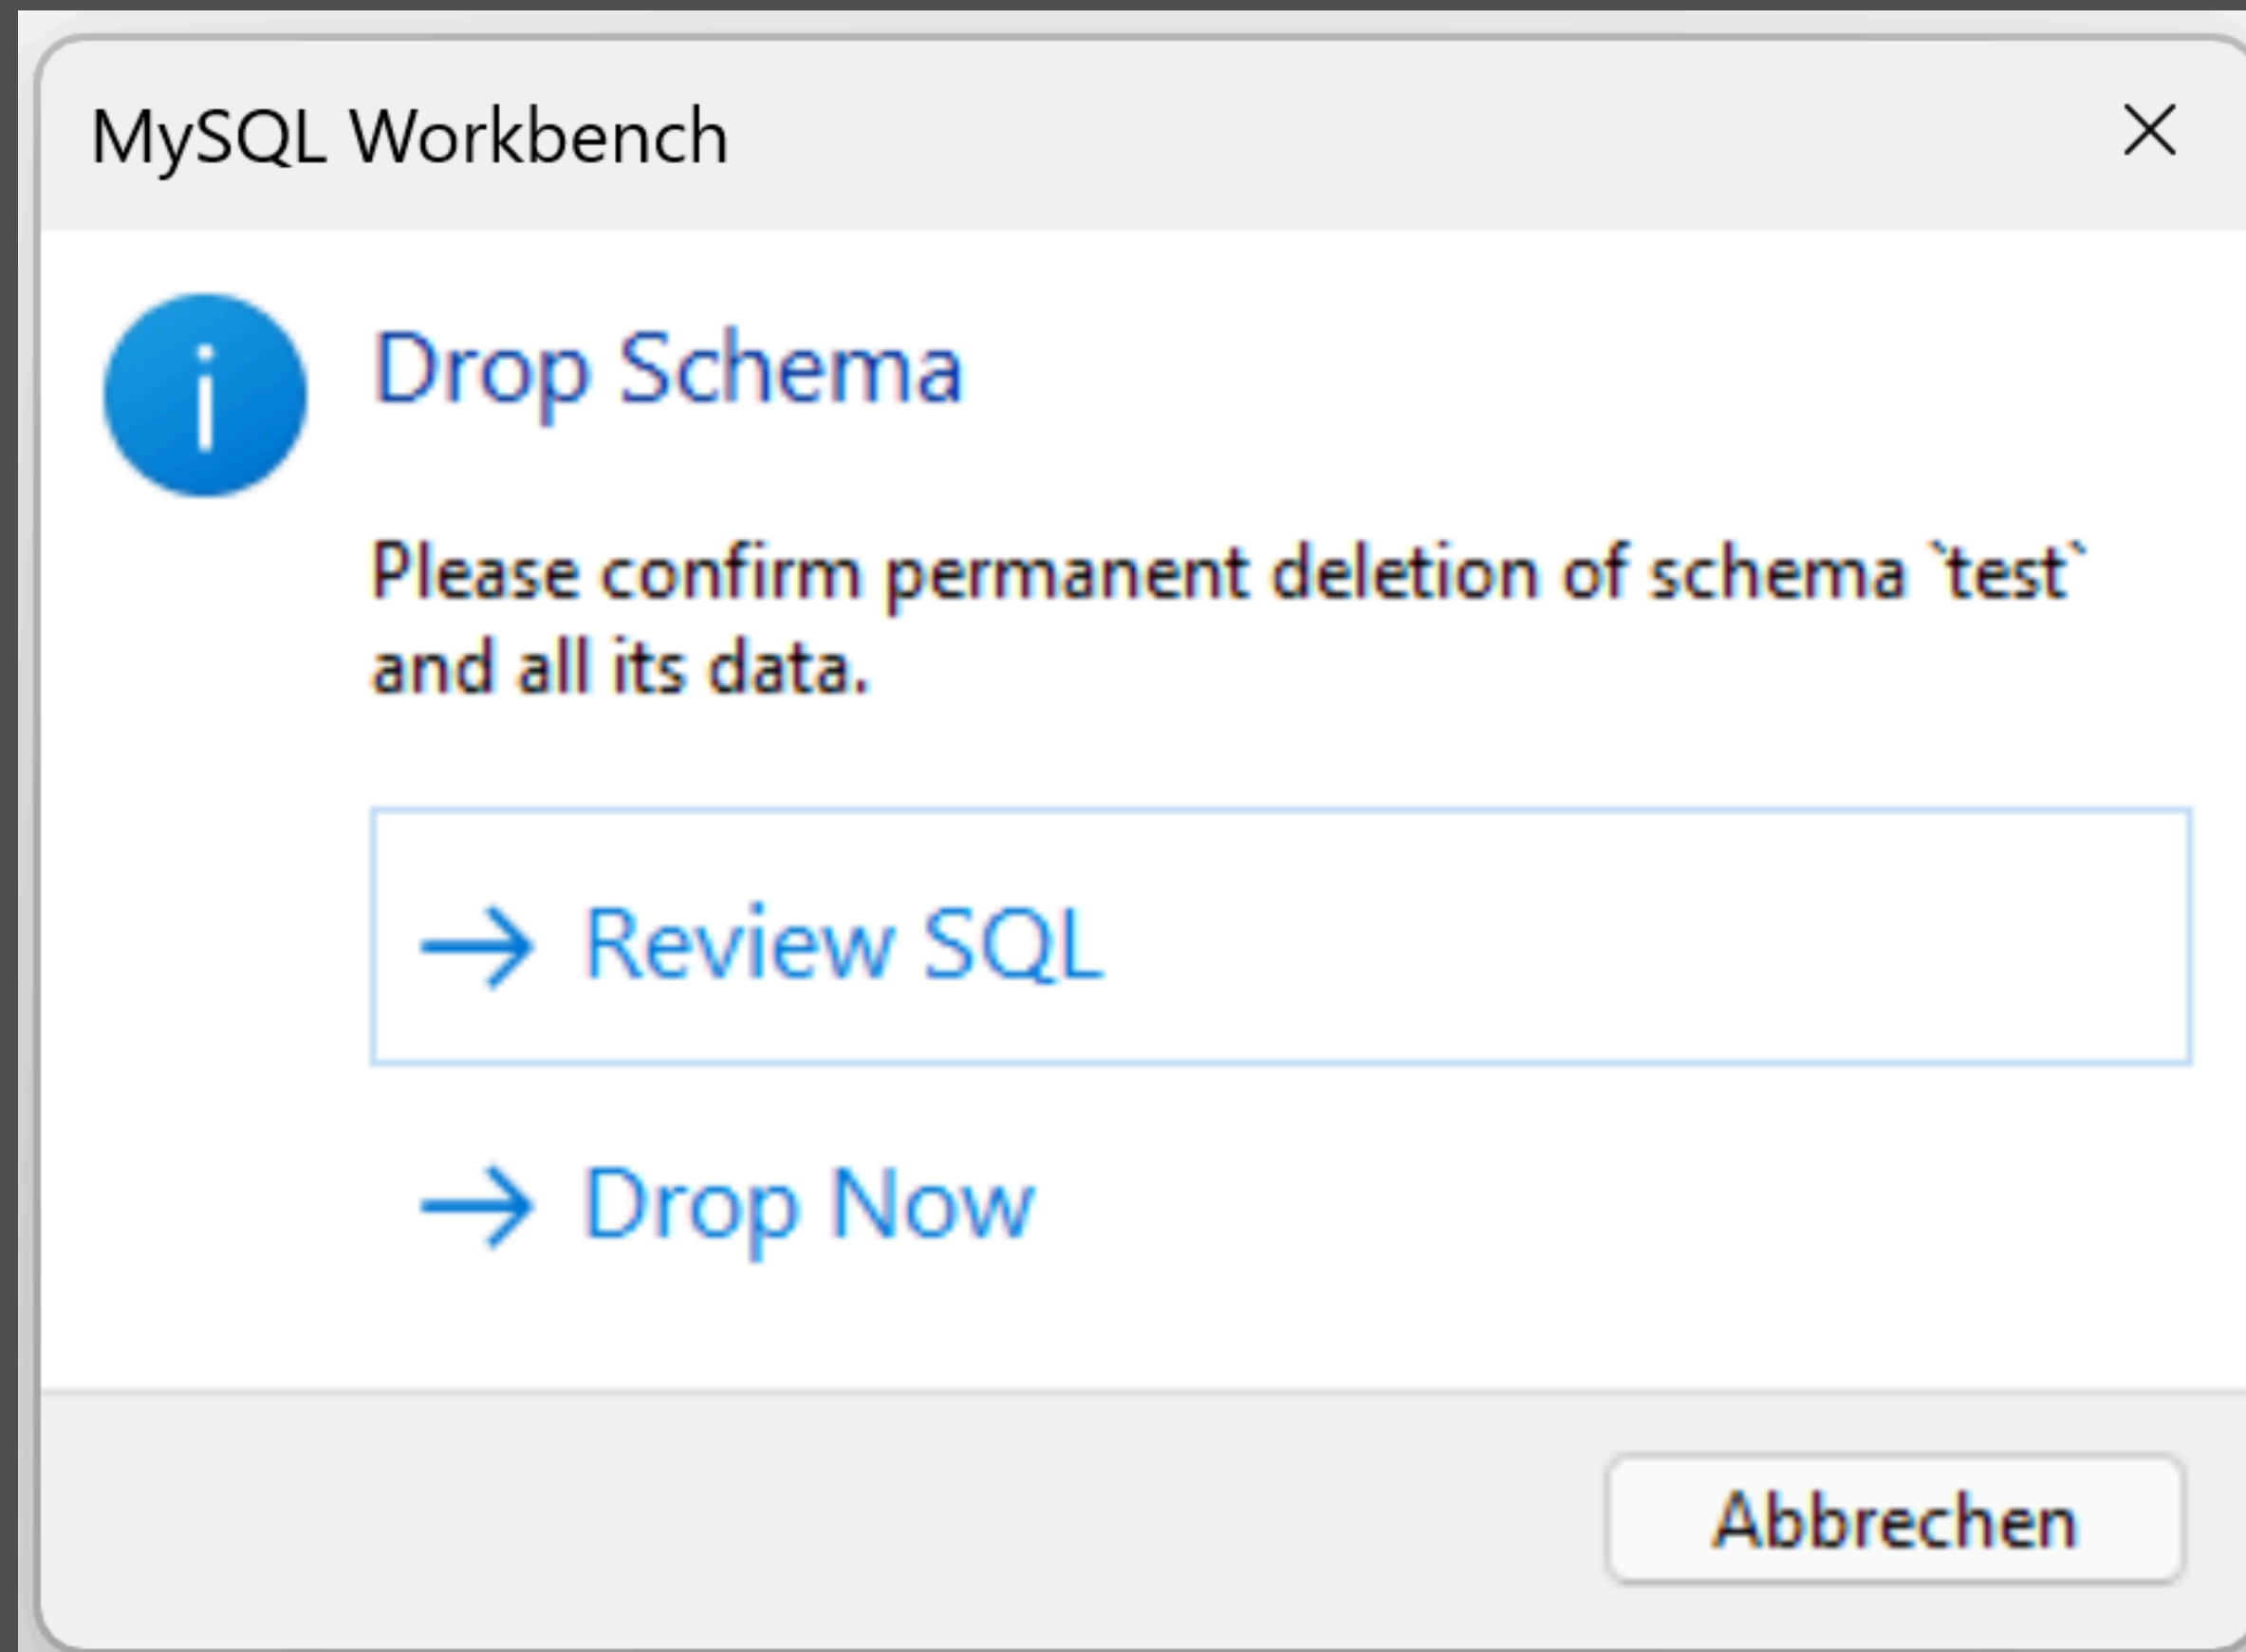 MySQL Workbench
Drop Schema
Please confirm permanent deletion of schema `test`
and all its data.
Review SQL
Drop Now
Abbrechen